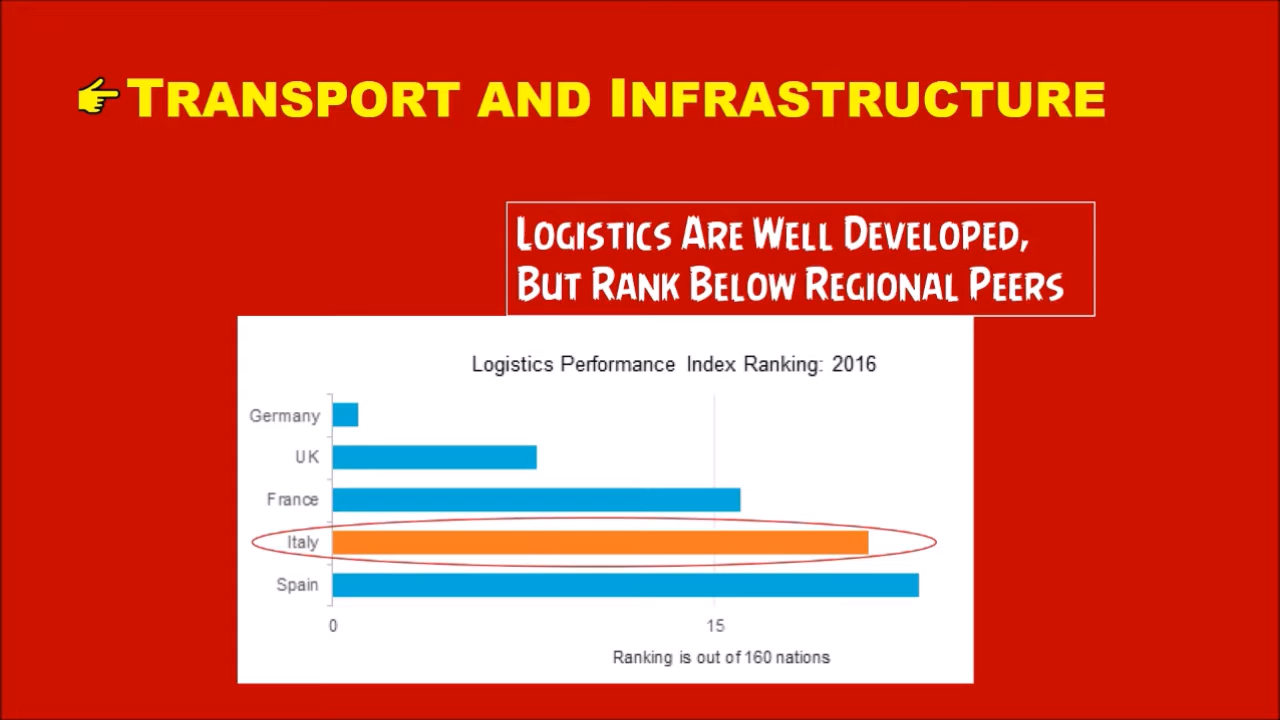 TRANSPORT AND INFRASTRUCTURE
LOGISTICS ARE WELL DEVELOPED,
BUT RANK BELOW REGIONAL PEERS
Logistics Performance Index Ranking: 2016
Germany
UK
France
Italy
Spain
0 15
Ranking is out of 160 nations